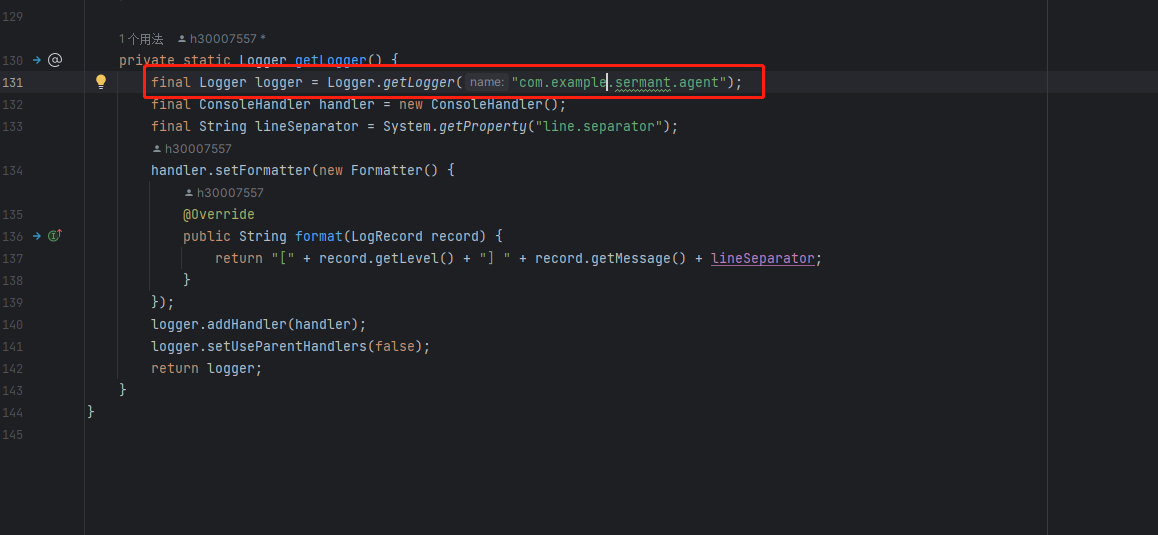 129
1个用法 h30007557 *
130 private static Logger getLogger() {
131 final Logger logger = Logger.getLogger( name: "com.example.sermant.agent");
132 final ConsoleHandler handler = new ConsoleHandler();
133 final String lineSeparator = System.getProperty("line.separator");
h30007557
134 handler.setFormatter(new Formatter() {
h30007557
135 @Override
136 public String format(LogRecord record) {
137 return "[" + record.getLevel() + "] " + record.getMessage() + lineSeparator;
138 }
139 });
140 logger.addHandler(handler);
141 logger.setUseParentHandlers(false);
142 return logger;
143 }
144 }
145